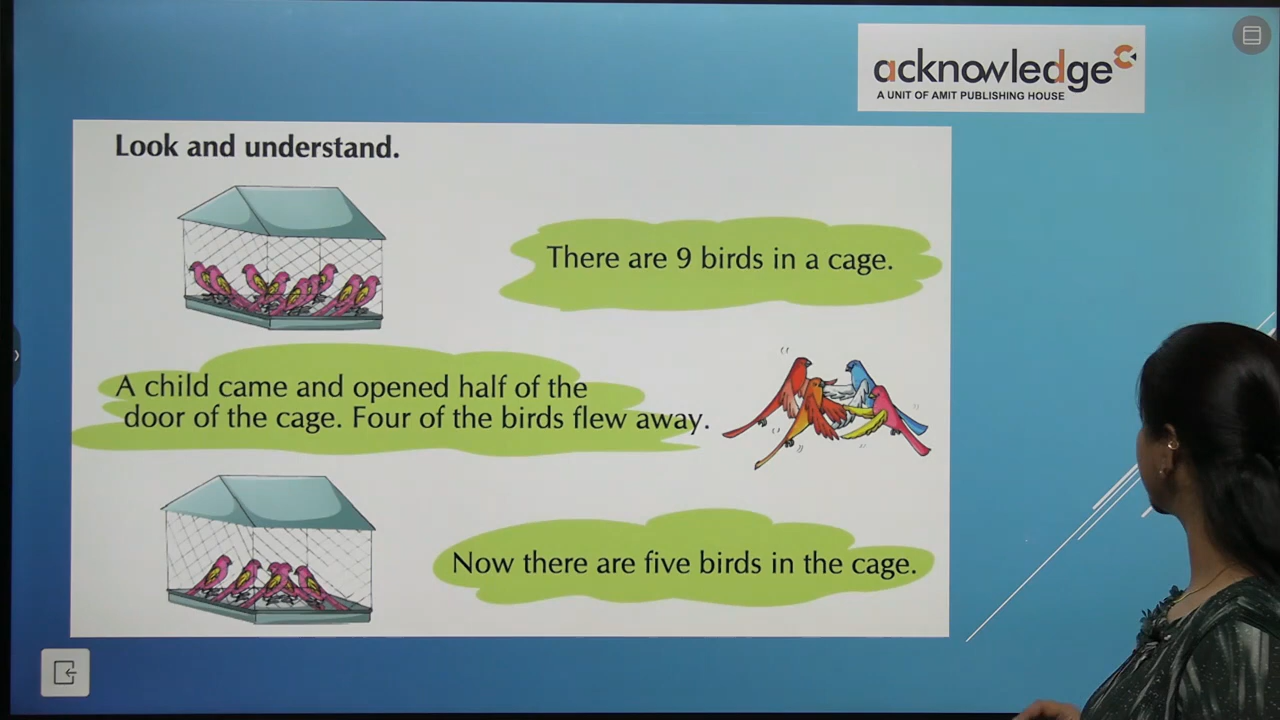 acknowledge
A UNIT OF AMIT PUBLISHING HOUSE
Look and understand.
There are 9 birds in a cage.
A child came and opened half of the
door of the cage. Four of the birds flew away.
Now there are five birds in the cage.